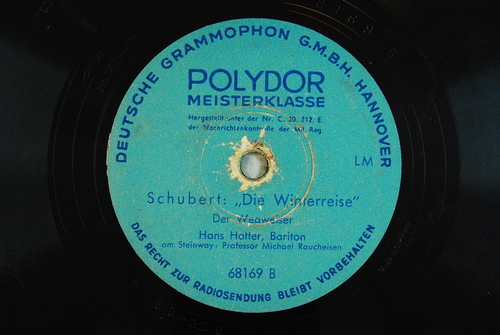 DEUTSCHE GRAMMOPHON G.M.B.H. HANNOVER
POLYDOR
MEISTERKLASSE
Hergestellt unter der Nr. C. 30. 212. E
der Nachrichtenkontrolle der Mil.-Reg.
LM
Schubert: „Die Winterreise“
Der Wegweiser
Hans Hotter, Bariton
am Steinway: Professor Michael Raucheisen
68169 B
DAS RECHT ZUR RADIOSENDUNG BLEIBT VORBEHALTEN